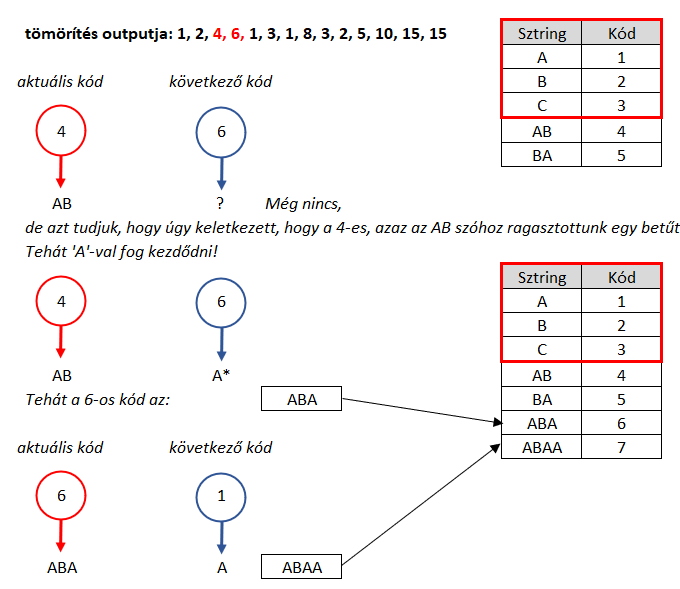 tömörítés outputja: 1, 2, 4, 6, 1, 3, 1, 8, 3, 2, 5, 10, 15, 15
Sztring Kód
A 1
B 2
C 3
AB 4
BA 5
aktuális kód következő kód
4 6
AB ? Még nincs,
de azt tudjuk, hogy úgy keletkezett, hogy a 4-es, azaz az AB szóhoz ragasztottunk egy betűt
Tehát 'A'-val fog kezdődni!
Sztring Kód
A 1
B 2
C 3
AB 4
BA 5
ABA 6
ABAA 7
4 6
AB A*
Tehát a 6-os kód az: ABA
aktuális kód következő kód
6 1
ABA A ABAA